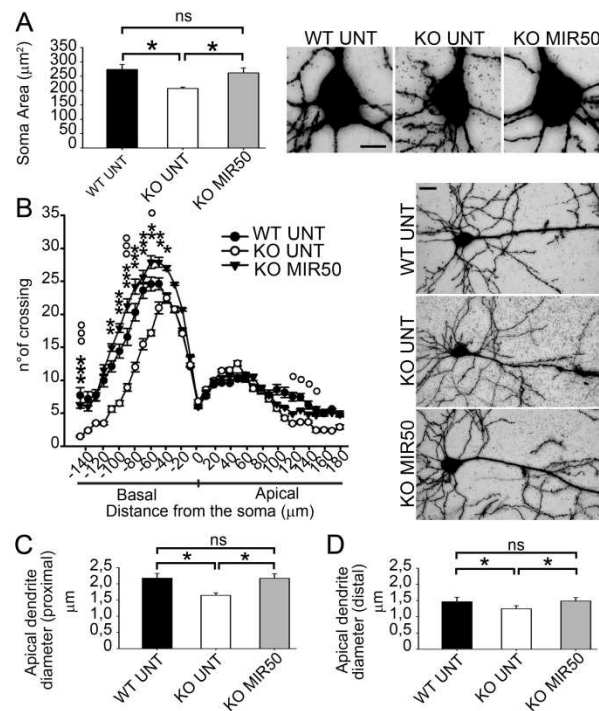 A
ns
* *
Soma Area (µm²)
350
300
250
200
150
100
50
0
WT UNT
KO UNT
KO MIR50
WT UNT KO UNT KO MIR50
B
n°of crossing
35
30
25
20
15
10
5
0
WT UNT
KO UNT
KO MIR50
-140 -120 -100 -80 -60 -40 -20 0 20 40 60 80 100 120 140 160 180
Basal Apical
Distance from the soma (µm)
WT UNT
KO UNT
KO MIR50
C
ns
* *
Apical dendrite
diameter (proximal)
µm
2,5
2,0
1,5
1,0
0,5
0
WT UNT
KO UNT
KO MIR50
D
ns
* *
Apical dendrite
diameter (distal)
µm
2,5
2,0
1,5
1,0
0,5
0
WT UNT
KO UNT
KO MIR50